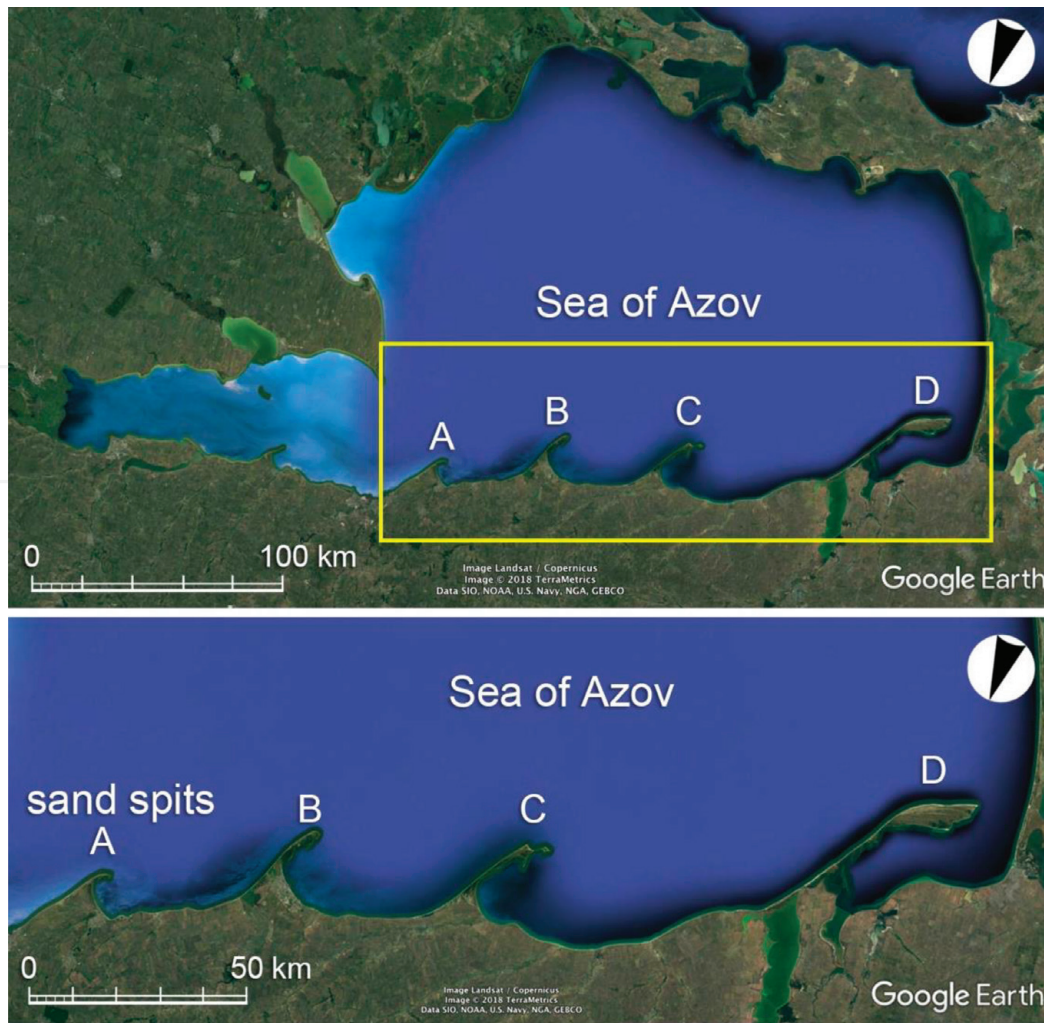 Sea of Azov
A
B
C
D
0
100 km
Image Landsat / Copernicus
Image © 2018 TerraMetrics
Data SIO, NOAA, U.S. Navy, NGA, GEBCO
Google Earth
Sea of Azov
sand spits
A
B
C
D
0
50 km
Image Landsat / Copernicus
Image © 2018 TerraMetrics
Data SIO, NOAA, U.S. Navy, NGA, GEBCO
Google Earth